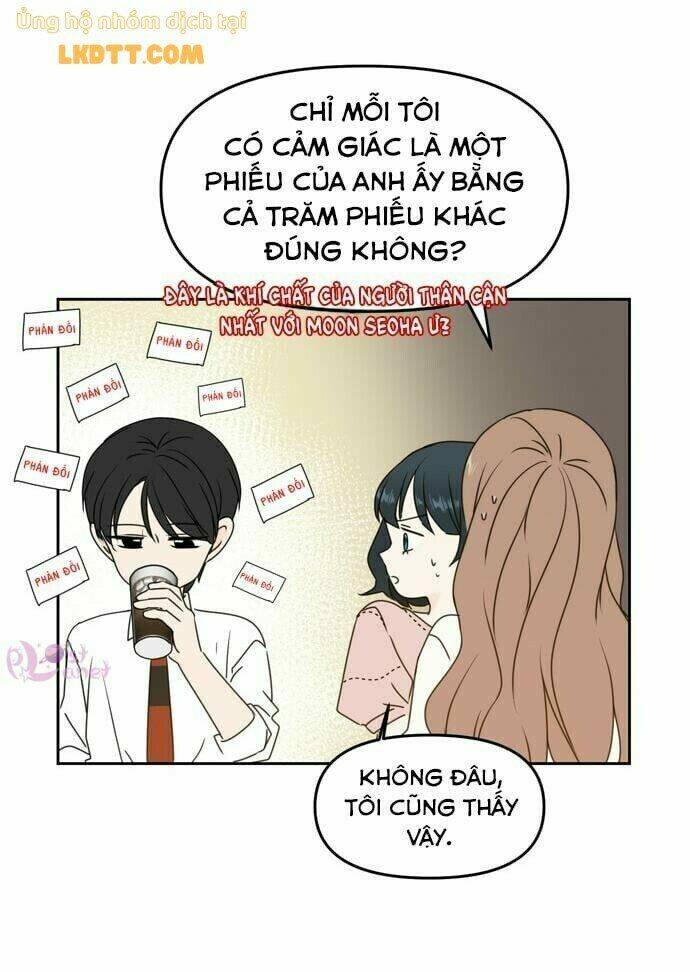 Ủng hộ nhóm dịch tại
LKDTT.COM
CHỈ MỖI TÔI
CÓ CẢM GIÁC LÀ MỘT
PHIẾU CỦA ANH ẤY BẰNG
CẢ TRĂM PHIẾU KHÁC
ĐÚNG KHÔNG?
ĐÂY LÀ KHÍ CHẤT CỦA NGƯỜI THÂN CẬN
NHẤT VỚI MOON SEOHA Ư?
PHẢN ĐỐI
PHẢN ĐỐI
PHẢN ĐỐI
PHẢN ĐỐI
PHẢN ĐỐI
PHẢN ĐỐI
PHẢN ĐỐI
PHẢN ĐỐI
KHÔNG ĐÂU,
TÔI CŨNG THẤY
VẬY.